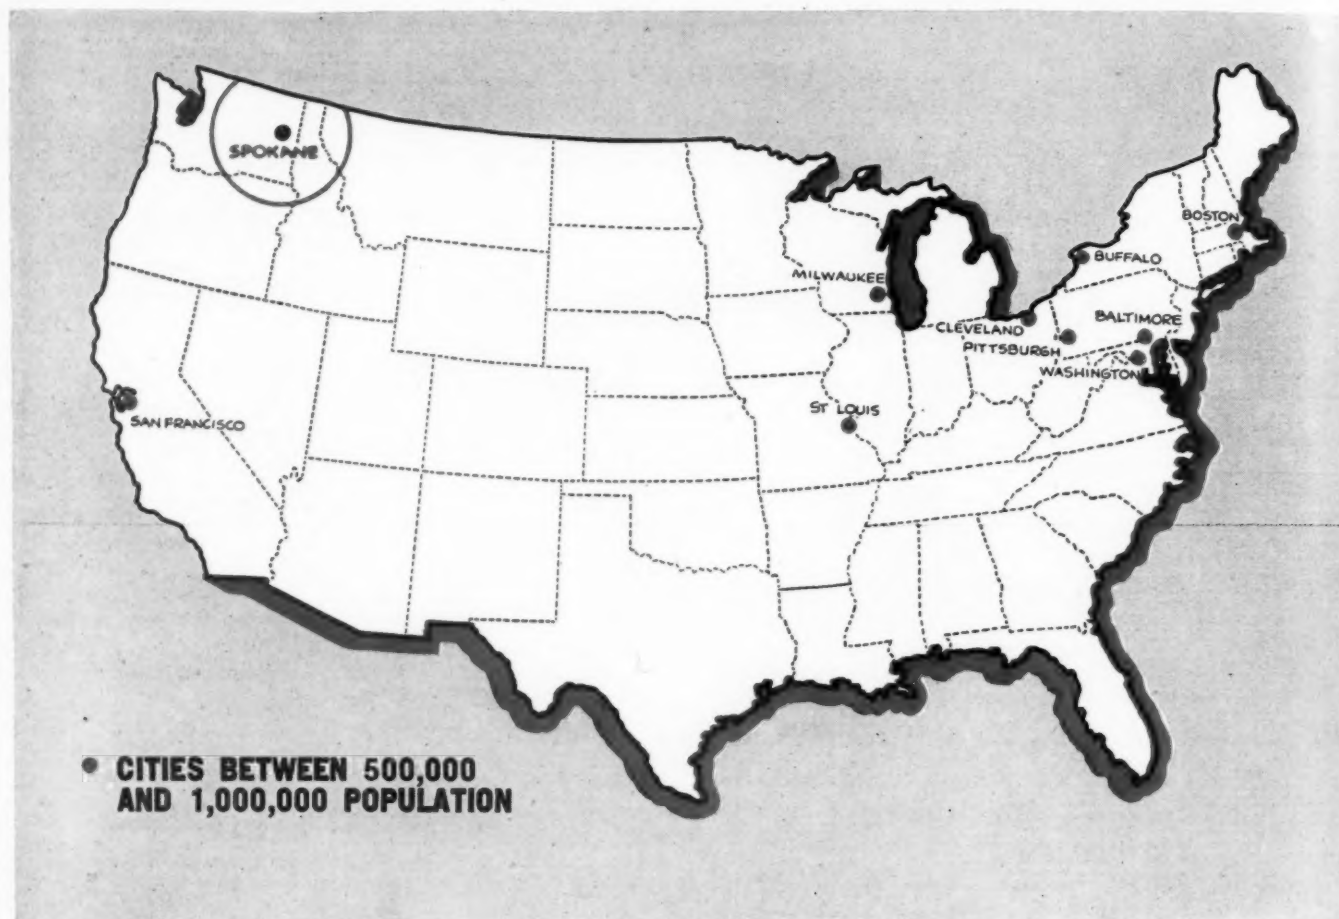 SPOKANE
BOSTON
BUFFALO
MILWAUKEE
CLEVELAND
BALTIMORE
PITTSBURGH
WASHINGTON
ST LOUIS
SAN FRANCISCO
CITIES BETWEEN 500,000
AND 1,000,000 POPULATION